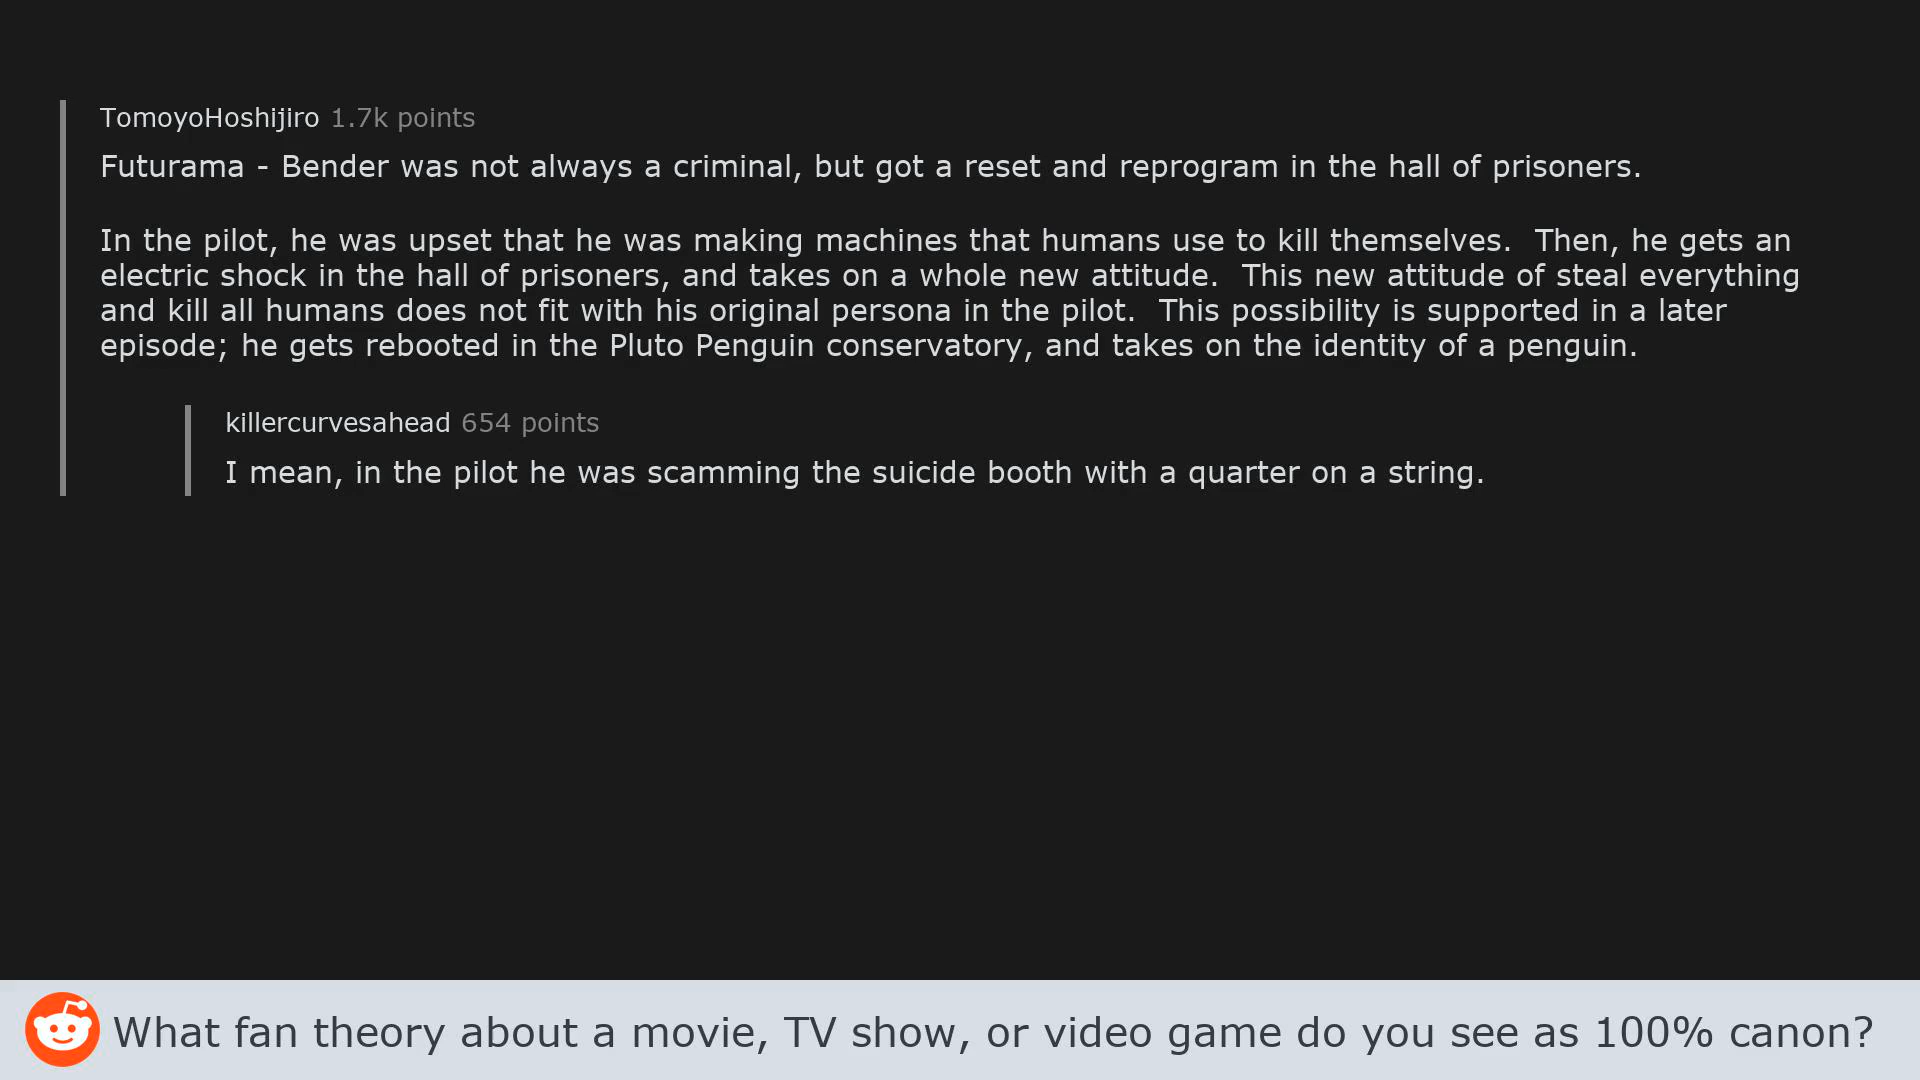 TomoyoHoshijiro 1.7k points
Futurama - Bender was not always a criminal, but got a reset and reprogram in the hall of prisoners.
In the pilot, he was upset that he was making machines that humans use to kill themselves.  Then, he gets an
electric shock in the hall of prisoners, and takes on a whole new attitude.  This new attitude of steal everything
and kill all humans does not fit with his original persona in the pilot.  This possibility is supported in a later
episode; he gets rebooted in the Pluto Penguin conservatory, and takes on the identity of a penguin.
killercurvesahead 654 points
I mean, in the pilot he was scamming the suicide booth with a quarter on a string.
What fan theory about a movie, TV show, or video game do you see as 100% canon?